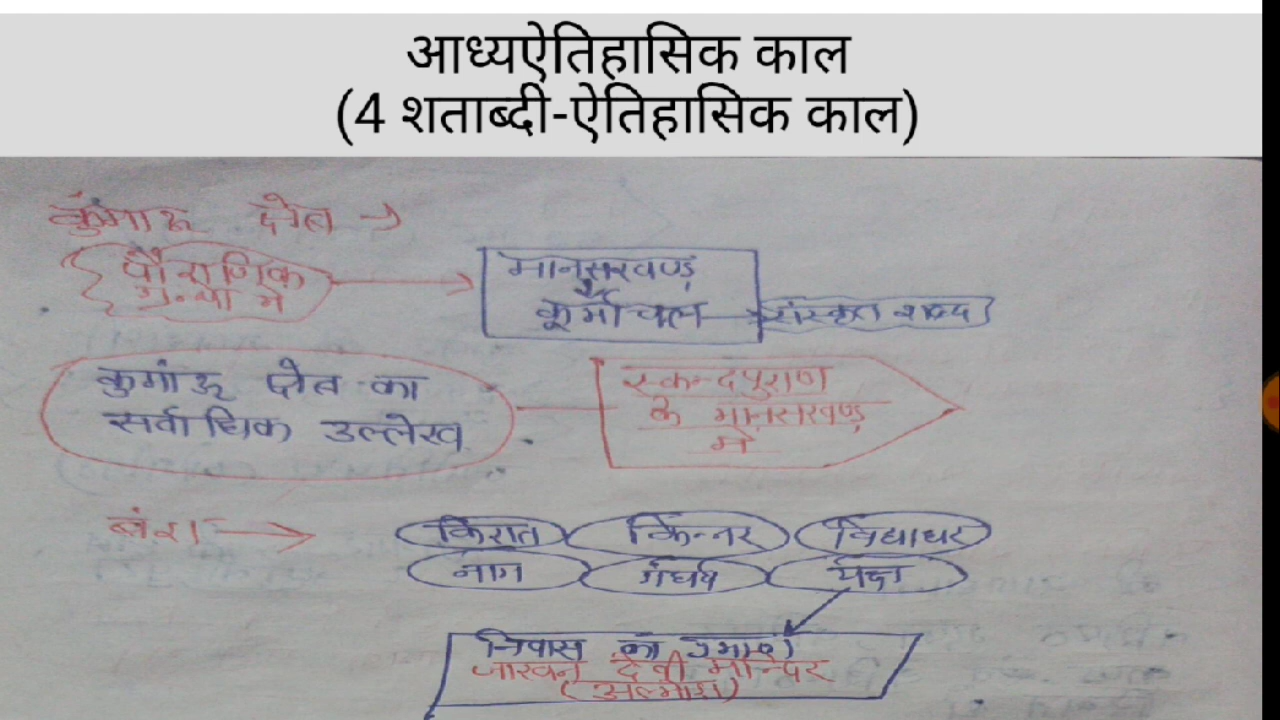 आध्यऐतिहासिक काल
(4 शताब्दी-ऐतिहासिक काल)
कुंमाऊ क्षेत्र →
पौराणिक
ग्रन्थो में
मानसखण्ड
कूर्मांचल
संस्कृत शब्द
कुमांऊ क्षेत्र का
सर्वाधिक उल्लेख
स्कन्दपुराण
के मानसखण्ड
में
वंश →
किरात किन्नर विद्याधर
नाग गंधर्व यक्ष
निवास का प्रमाण
जाखन देवी मन्दिर
(अल्मोडा)